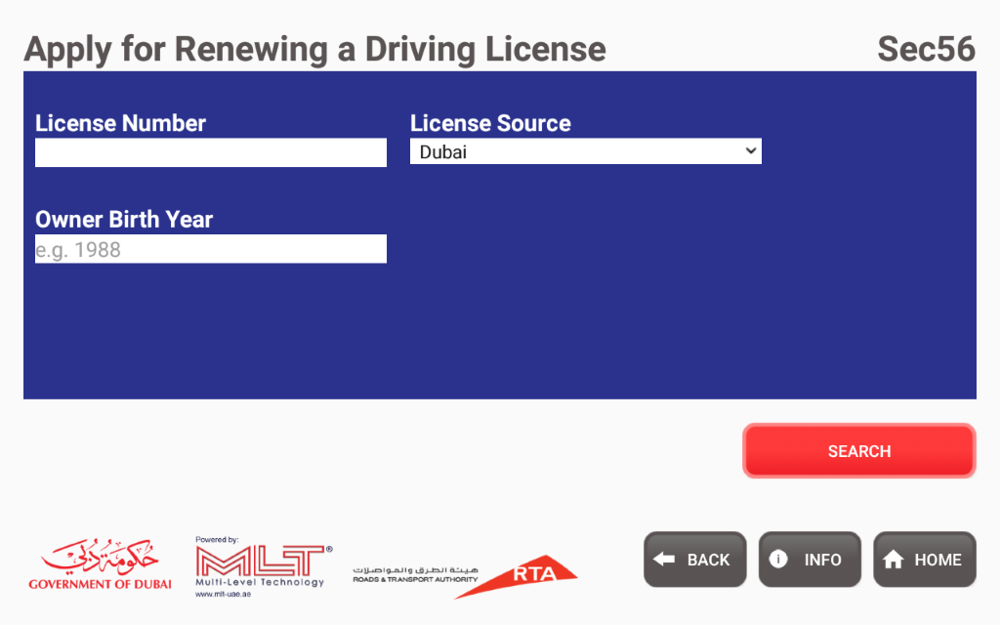 Apply for Renewing a Driving License
Sec56
License Number
License Source
Dubai
Owner Birth Year
e.g. 1988
SEARCH
حكومة دبي
GOVERNMENT OF DUBAI
Powered by:
MLT®
Multi-Level Technology
www.mlt-uae.ae
هيئة الطرق والمواصلات
ROADS & TRANSPORT AUTHORITY
RTA
BACK
INFO
HOME